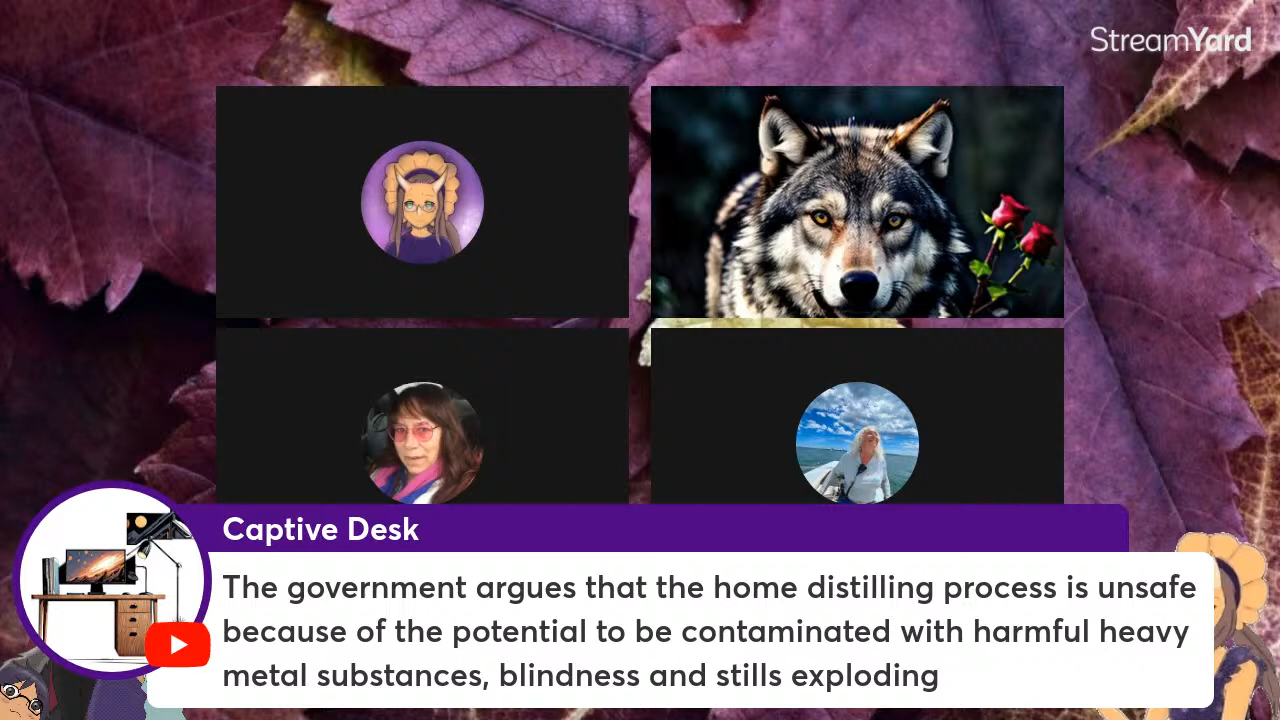 StreamYard
Captive Desk
The government argues that the home distilling process is unsafe
because of the potential to be contaminated with harmful heavy
metal substances, blindness and stills exploding